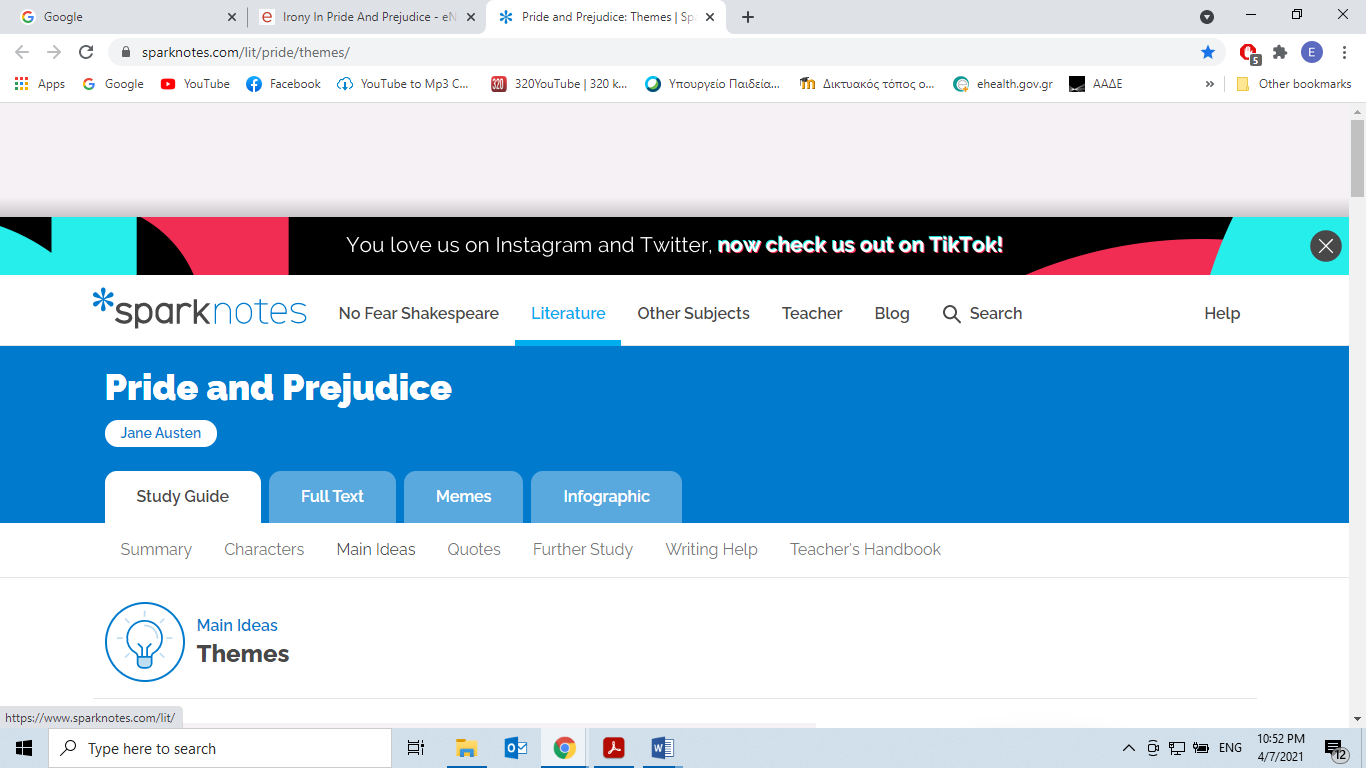 Google
Irony In Pride And Prejudice - eN
Pride and Prejudice: Themes | Spa
sparknotes.com/lit/pride/themes/
5
E
Apps
Google
YouTube
Facebook
YouTube to Mp3 C...
320
320YouTube | 320 k...
Υπουργείο Παιδεία...
Δικτυακός τόπος ο...
ehealth.gov.gr
ΑΑΔΕ
»
Other bookmarks
You love us on Instagram and Twitter, now check us out on TikTok!
sparknotes
No Fear Shakespeare
Literature
Other Subjects
Teacher
Blog
Search
Help
Pride and Prejudice
Jane Austen
Study Guide
Full Text
Memes
Infographic
Summary
Characters
Main Ideas
Quotes
Further Study
Writing Help
Teacher's Handbook
Main Ideas
Themes
https://www.sparknotes.com/lit/
Type here to search
ENG
10:52 PM
4/7/2021
12